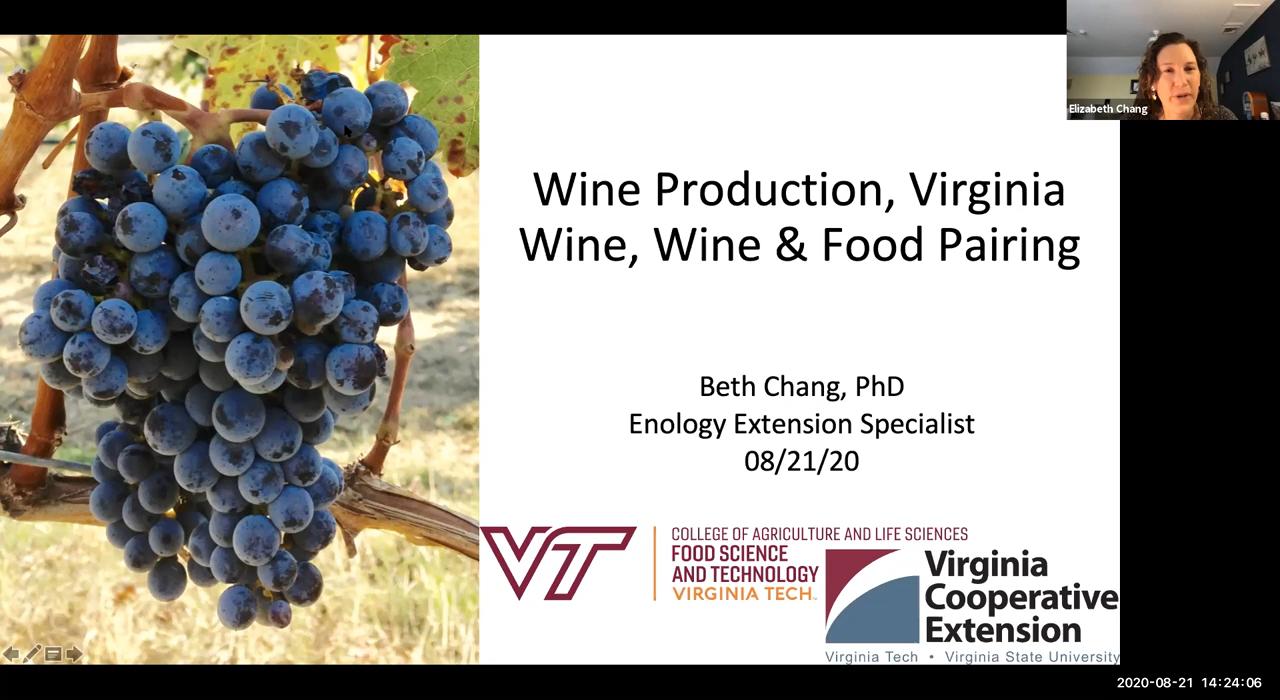 Elizabeth Chang
Wine Production, Virginia
Wine, Wine & Food Pairing
Beth Chang, PhD
Enology Extension Specialist
08/21/20
VT
COLLEGE OF AGRICULTURE AND LIFE SCIENCES
FOOD SCIENCE
AND TECHNOLOGY
VIRGINIA TECH™
Virginia
Cooperative
Extension
Virginia Tech • Virginia State University
2020-08-21 14:24:06